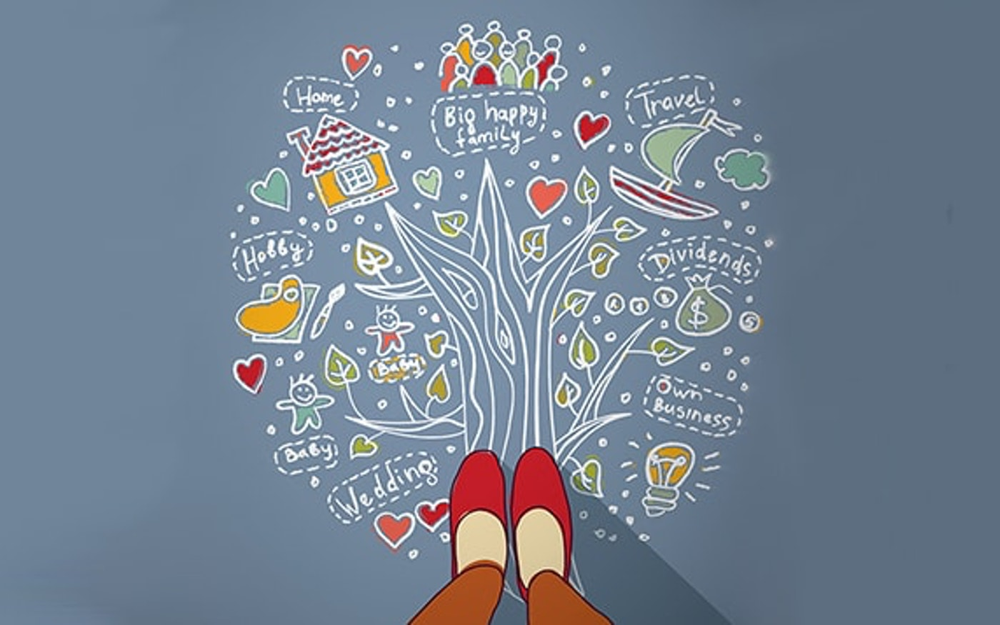 Home
Big happy
family
Travel
Hobby
Dividends
$
Baby
Own
Business
Baby
Wedding